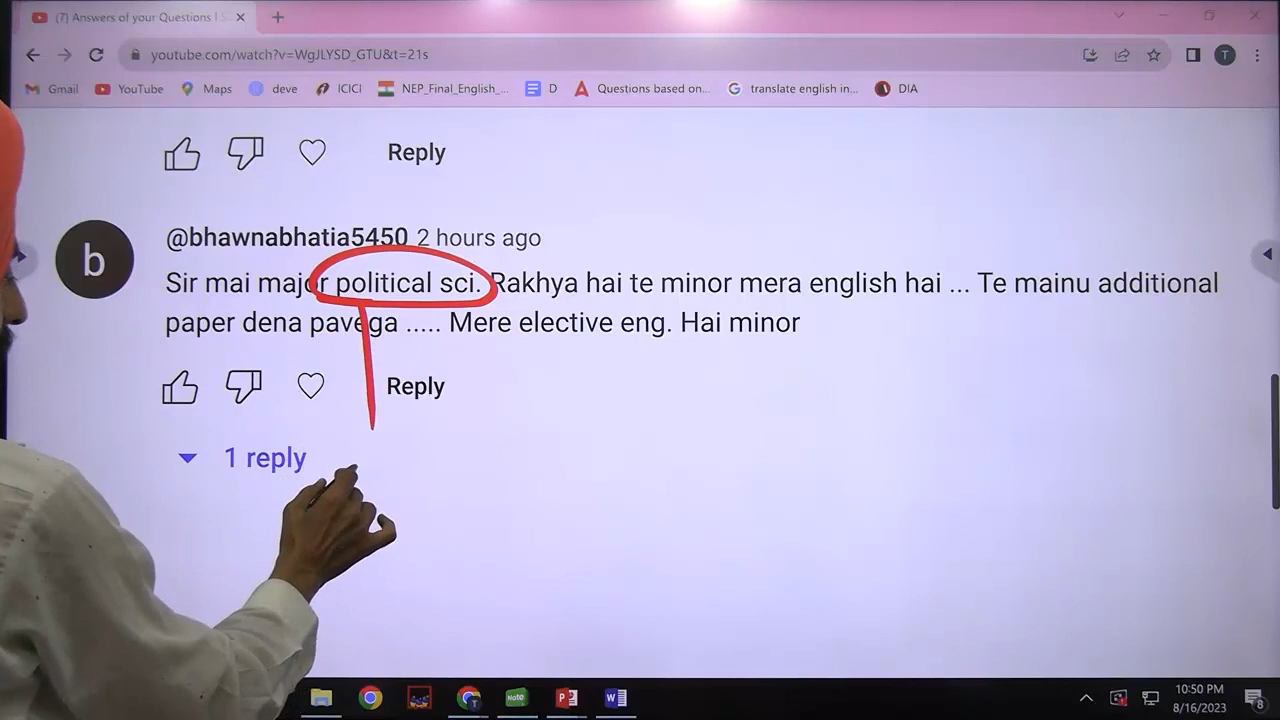 (7) Answers of your Questions I
youtube.com/watch?v=WgJLYSD_GTU&t=21s
T
Gmail YouTube Maps deve ICICI NEP_Final_English_... D Questions based on... translate english in... DIA
Reply
b
@bhawnabhatia5450 2 hours ago
Sir mai major political sci. Rakhya hai te minor mera english hai ... Te mainu additional
paper dena pavega ..... Mere elective eng. Hai minor
Reply
1 reply
T Note P W
10:50 PM
8/16/2023
8